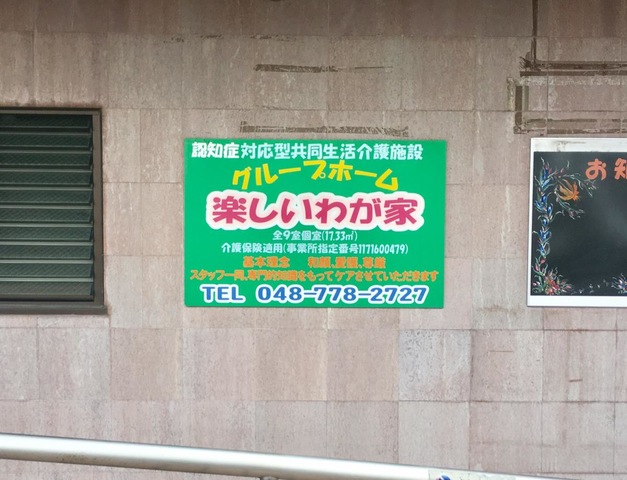 認知症対応型共同生活介護施設
グループホーム
楽しいわが家
全9室個室(17.33㎡)
介護保険適用(事業所指定番号1171600479)
基本理念 和顔,愛語,尊厳
スタッフ一同,専門的知識をもってケアさせていただきます
TEL 048-778-2727
お知